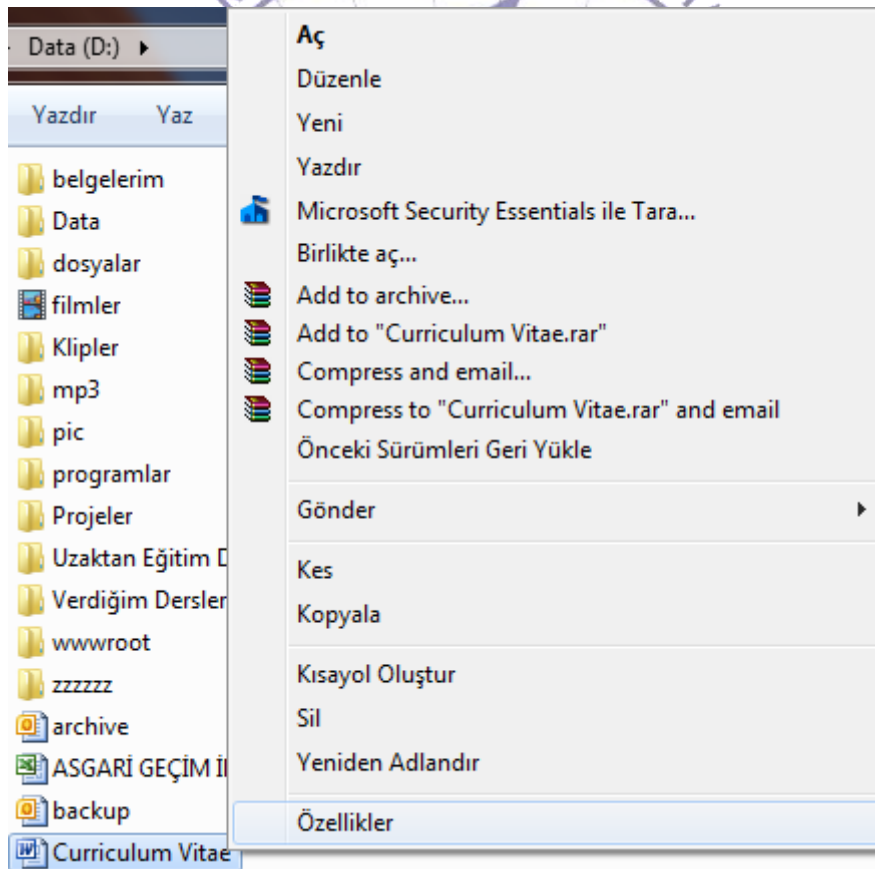 Data (D:)
Yazdır Yaz
belgelerim
Data
dosyalar
filmler
Klipler
mp3
pic
programlar
Projeler
Uzaktan Eğitim D
Verdiğim Dersler
wwwroot
zzzzzz
archive
ASGARİ GEÇİM İ
backup
Curriculum Vitae
Aç
Düzenle
Yeni
Yazdır
Microsoft Security Essentials ile Tara...
Birlikte aç...
Add to archive...
Add to "Curriculum Vitae.rar"
Compress and email...
Compress to "Curriculum Vitae.rar" and email
Önceki Sürümleri Geri Yükle
Gönder
Kes
Kopyala
Kısayol Oluştur
Sil
Yeniden Adlandır
Özellikler